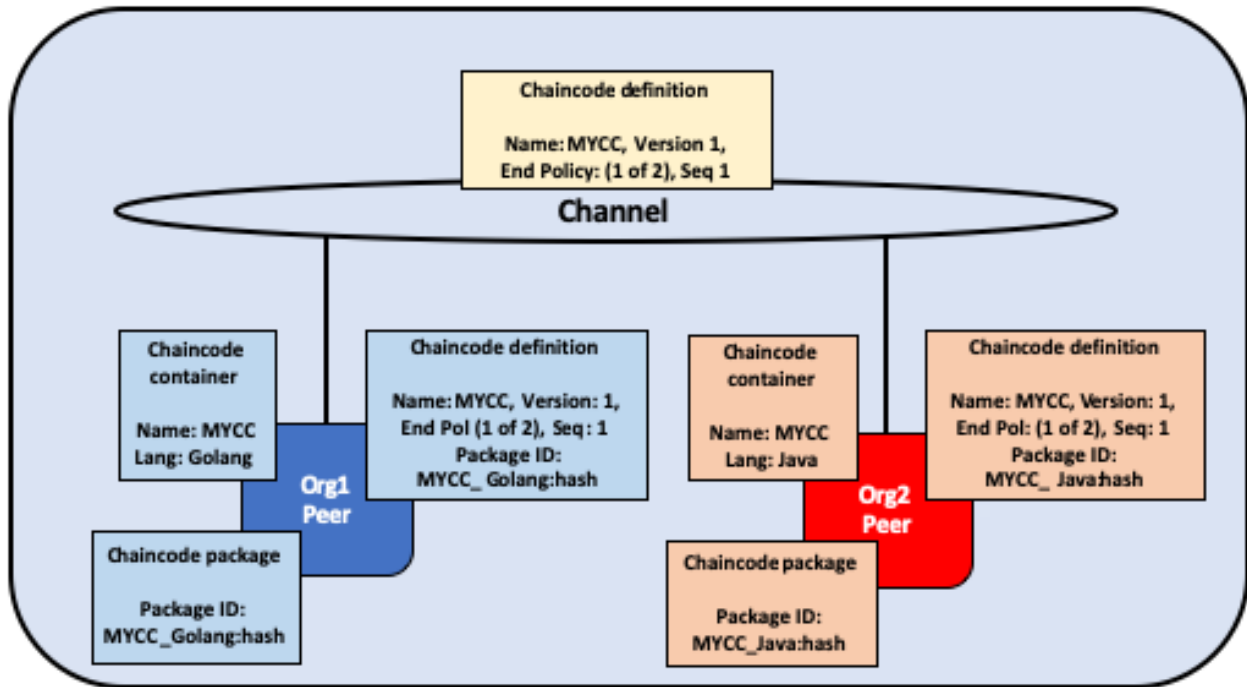 Chaincode definition
Name: MYCC, Version 1,
End Policy: (1 of 2), Seq 1
Channel
Chaincode
container
Name: MYCC
Lang: Golang
Chaincode definition
Name: MYCC, Version: 1,
End Pol (1 of 2), Seq: 1
Package ID:
MYCC_ Golang:hash
Org1
Peer
Chaincode package
Package ID:
MYCC_Golang:hash
Chaincode
container
Name: MYCC
Lang: Java
Chaincode definition
Name: MYCC, Version: 1,
End Pol: (1 of 2), Seq: 1
Package ID:
MYCC_ Java:hash
Org2
Peer
Chaincode package
Package ID:
MYCC_Java:hash